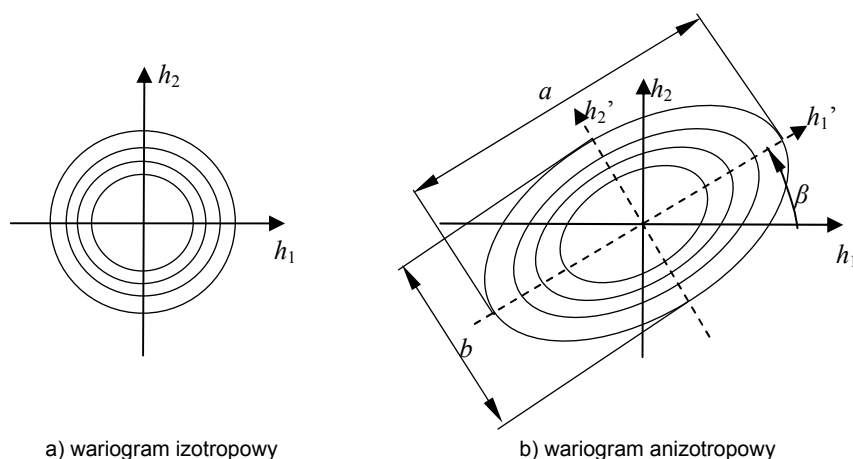 h₂
h₁
a) wariogram izotropowy
a
h₂
h₂’
h₁’
β
h₁
b
b) wariogram anizotropowy